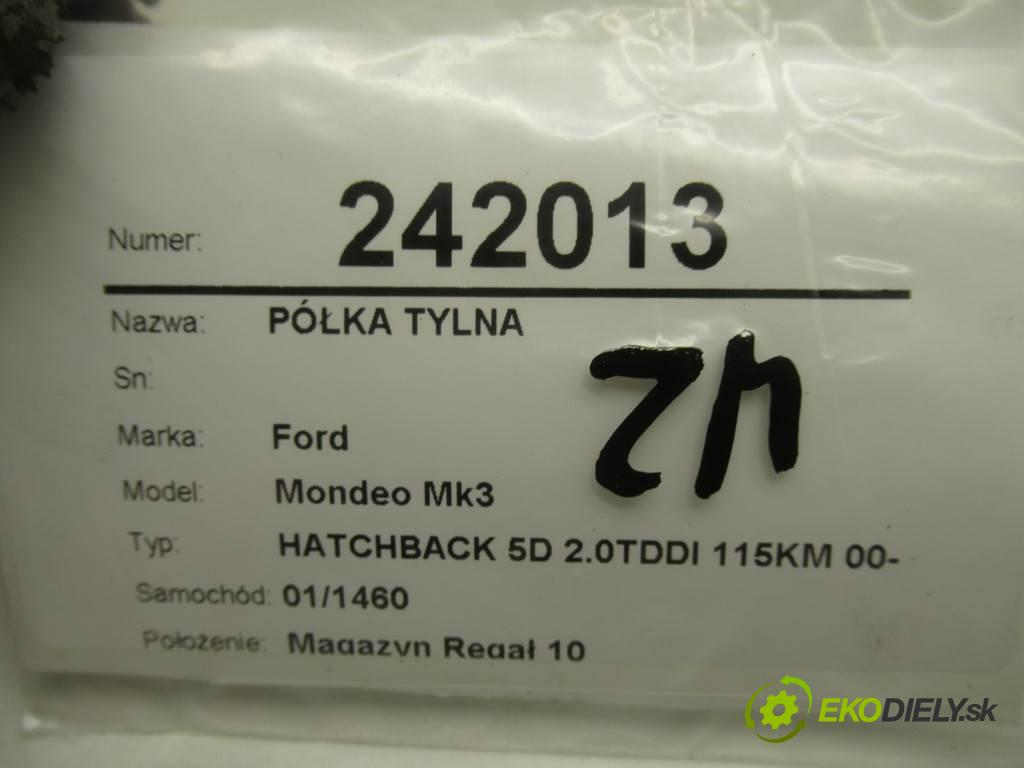 Numer: 242013
Nazwa: PÓŁKA TYLNA
Sn:
Marka: Ford
Model: Mondeo Mk3
Typ: HATCHBACK 5D 2.0TDDI 115KM 00-
Samochód: 01/1460
Położenie: Magazyn Regał 10
EKODIELY.sk